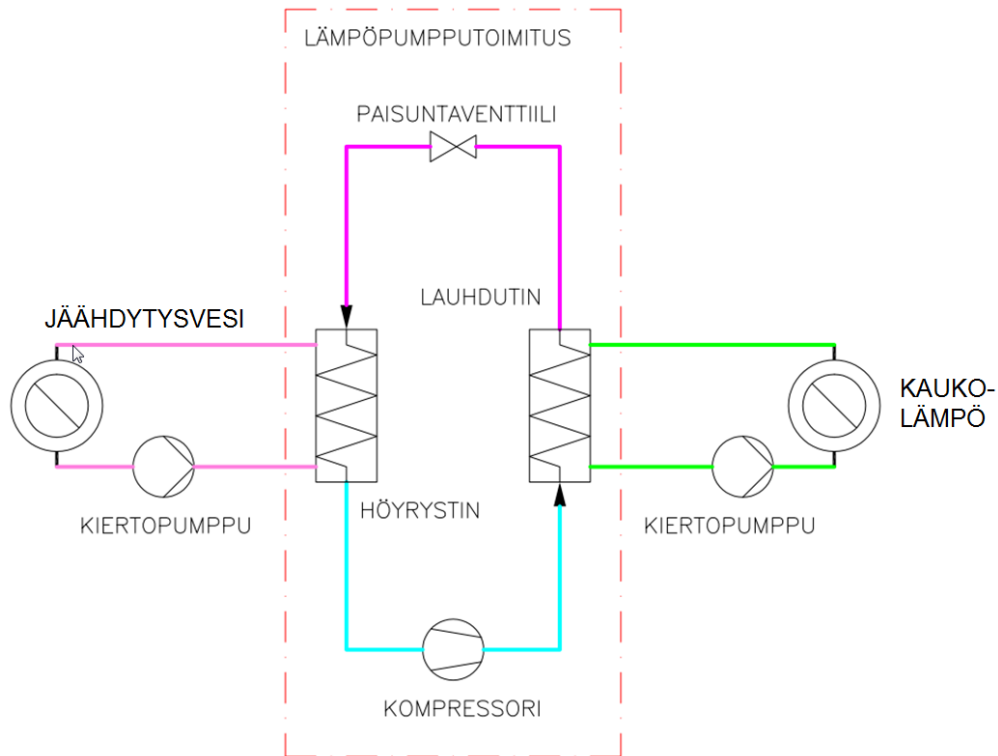 LÄMPÖPUMPPUTOIMITUS
PAISUNTAVENTTIILI
LAUHDUTIN
JÄÄHDYTYSVESI
KAUKO-
LÄMPÖ
HÖYRYSTIN
KIERTOPUMPPU
KIERTOPUMPPU
KOMPRESSORI